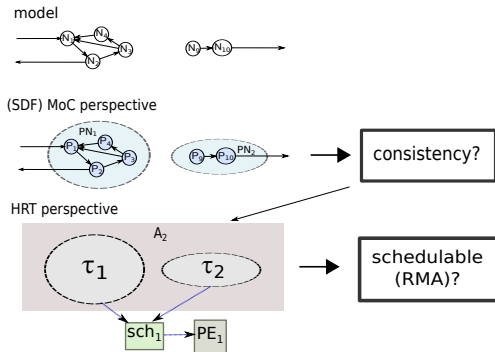 model
N₁ N₄ N₃ N₂ N₉ N₁₀
(SDF) MoC perspective
PN₁
P₁ P₄ P₃ P₂
PN₂
P₉ P₁₀
consistency?
HRT perspective
A₂
τ₁ τ₂
schedulable
(RMA)?
sch₁ PE₁